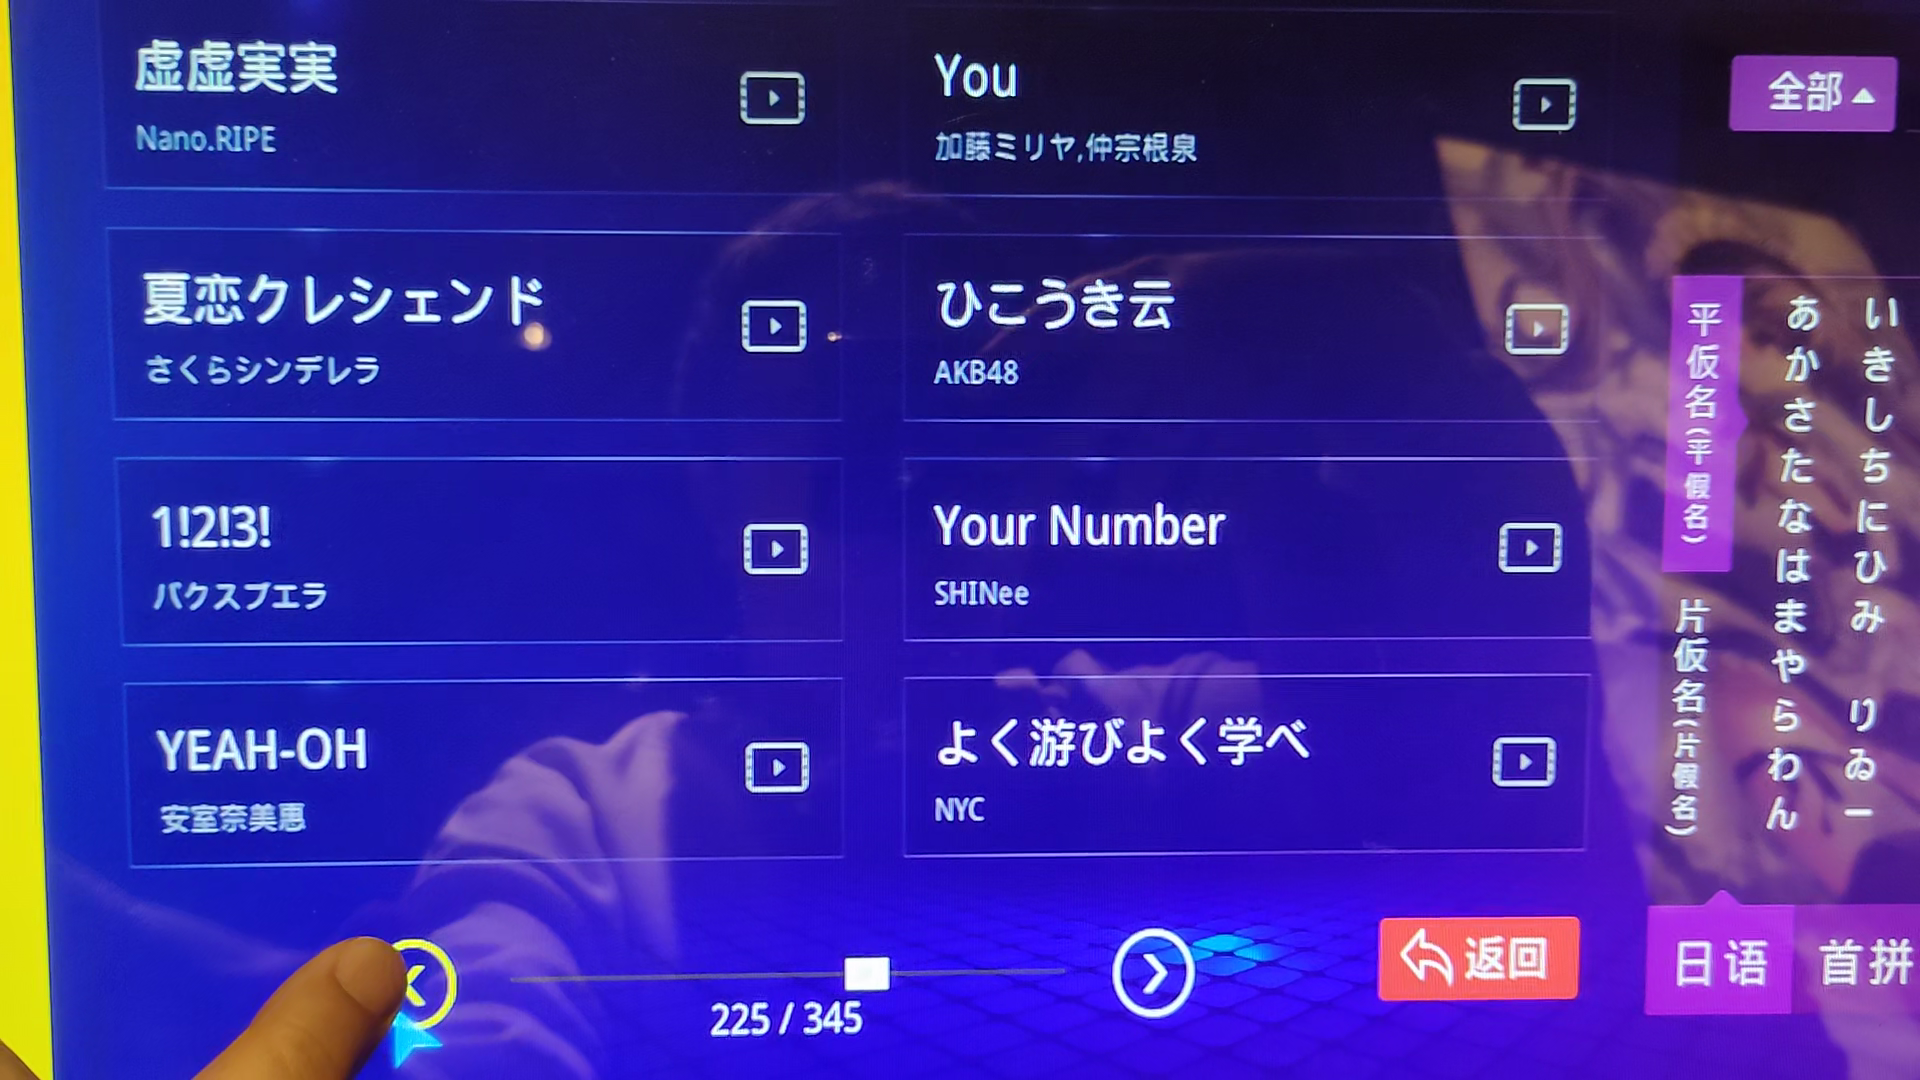 虚虚実実
Nano.RIPE
You
加藤ミリヤ,仲宗根泉
夏恋クレシェンド
さくらシンデレラ
ひこうき云
AKB48
1!2!3!
バクスブエラ
Your Number
SHINee
YEAH-OH
安室奈美恵
よく游びよく学べ
NYC
225 / 345
返回
全部
平仮名(平假名)
片仮名(片假名)
あかさたなはまやらわん
いきしちにひみ りゐー
日语
首拼